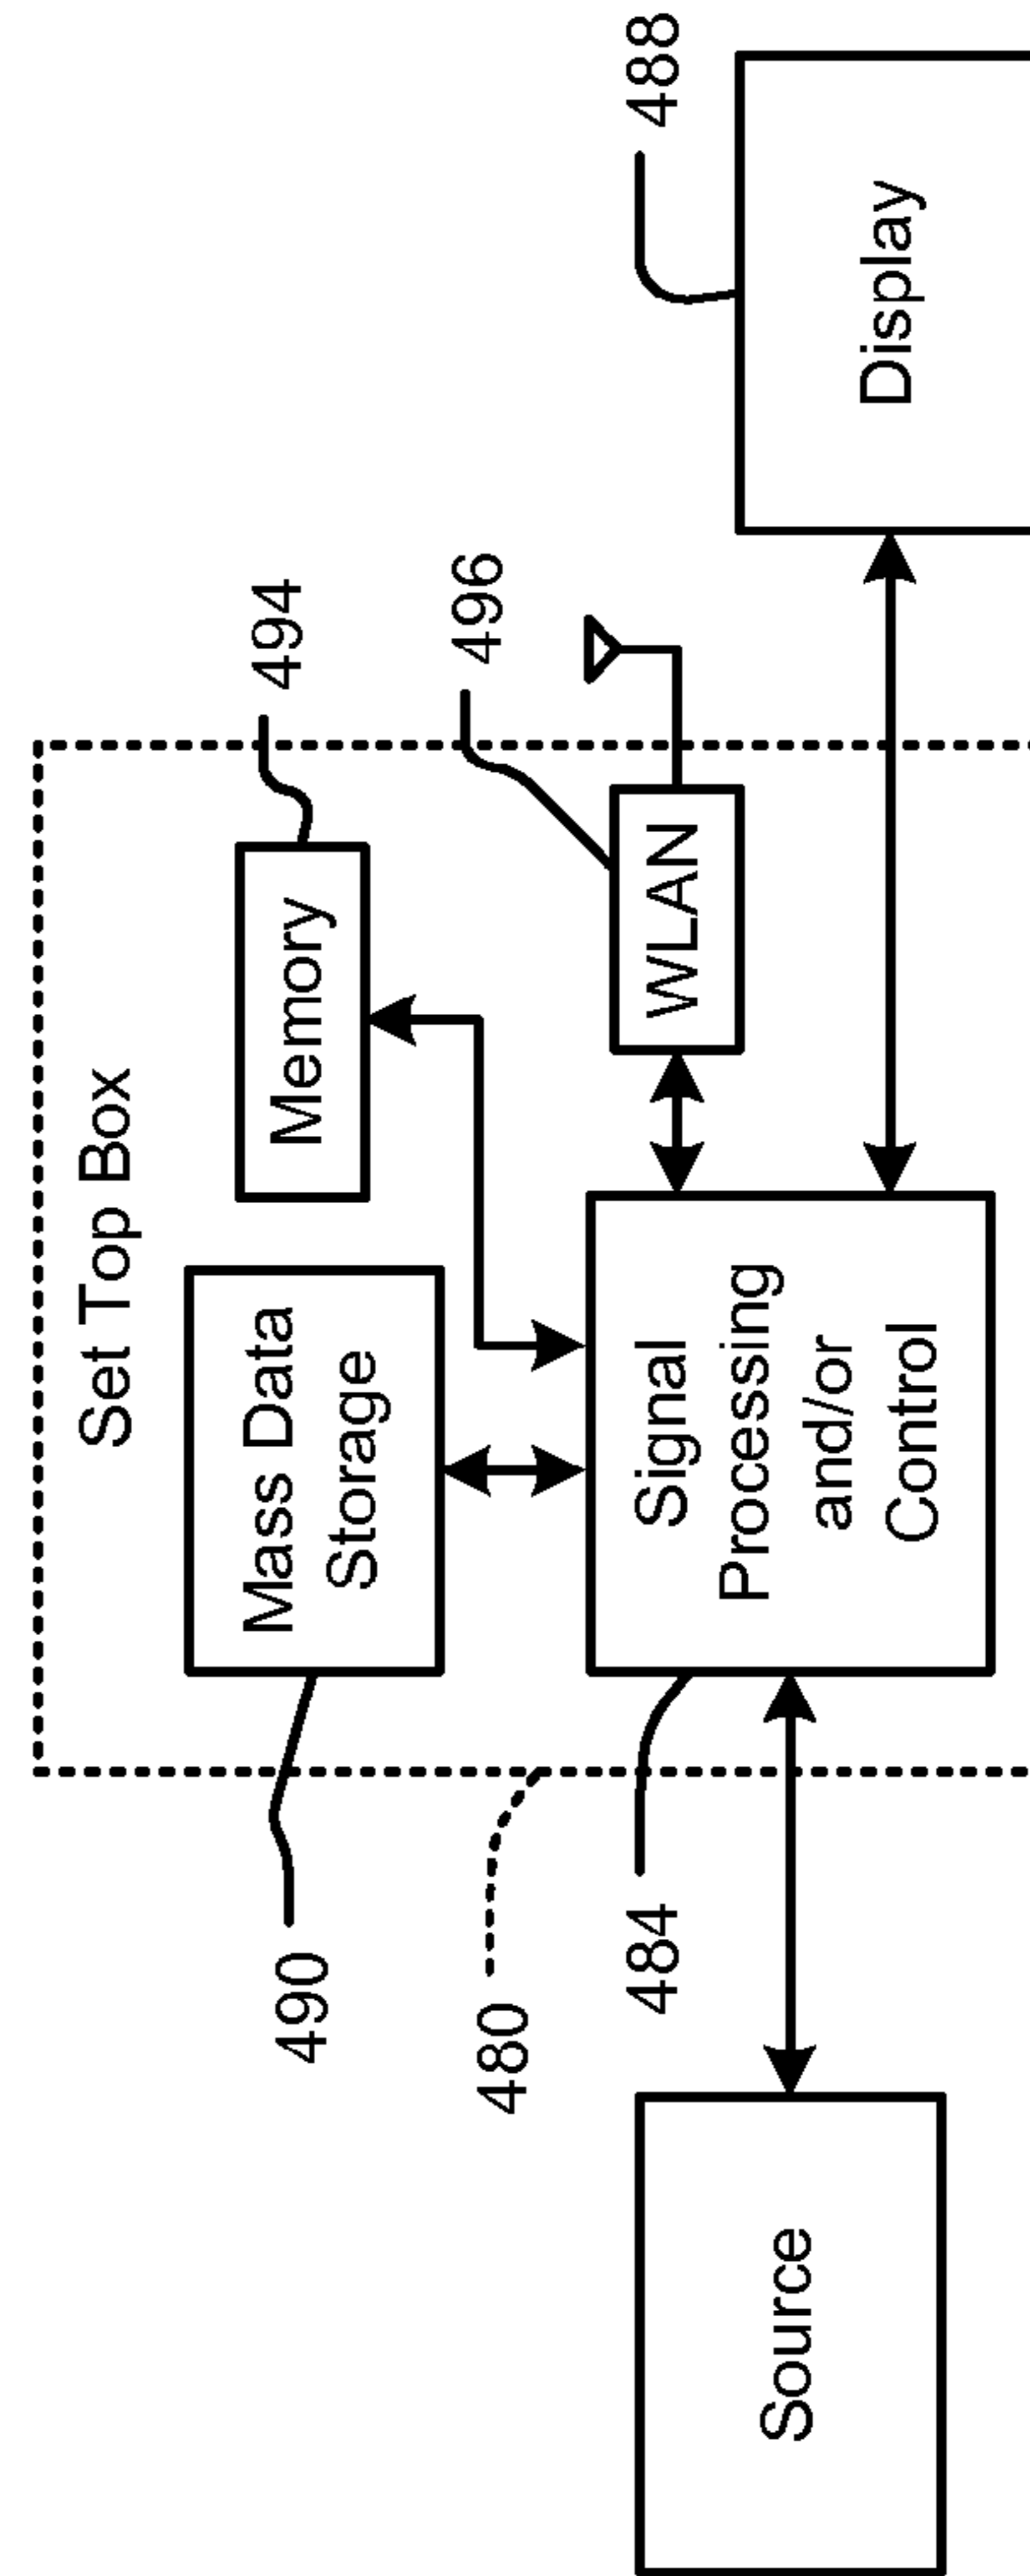 Set Top Box
490
Mass Data
Storage
Memory
494
480
496
484
Signal
Processing
and/or
Control
WLAN
488
Source
Display